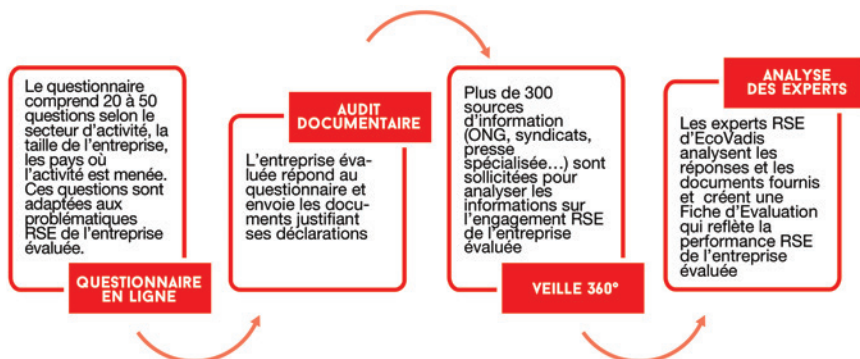 Le questionnaire
comprend 20 à 50
questions selon le
secteur d'activité, la
taille de l'entreprise,
les pays où
l'activité est menée.
Ces questions sont
adaptées aux
problématiques
RSE de l'entreprise
évaluée.
QUESTIONNAIRE
EN LIGNE
AUDIT
DOCUMENTAIRE
L'entreprise éva-
luée répond au
questionnaire et
envoie les docu-
ments justifiant
ses déclarations
Plus de 300
sources
d'information
(ONG, syndicats,
presse
spécialisée...) sont
sollicitées pour
analyser les
informations sur
l'engagement RSE
de l'entreprise
évaluée
VEILLE 360°
ANALYSE
DES EXPERTS
Les experts RSE
d'EcoVadis
analysent les
réponses et les
documents fournis
et créent une
Fiche d'Evaluation
qui reflète la
performance RSE
de l'entreprise
évaluée